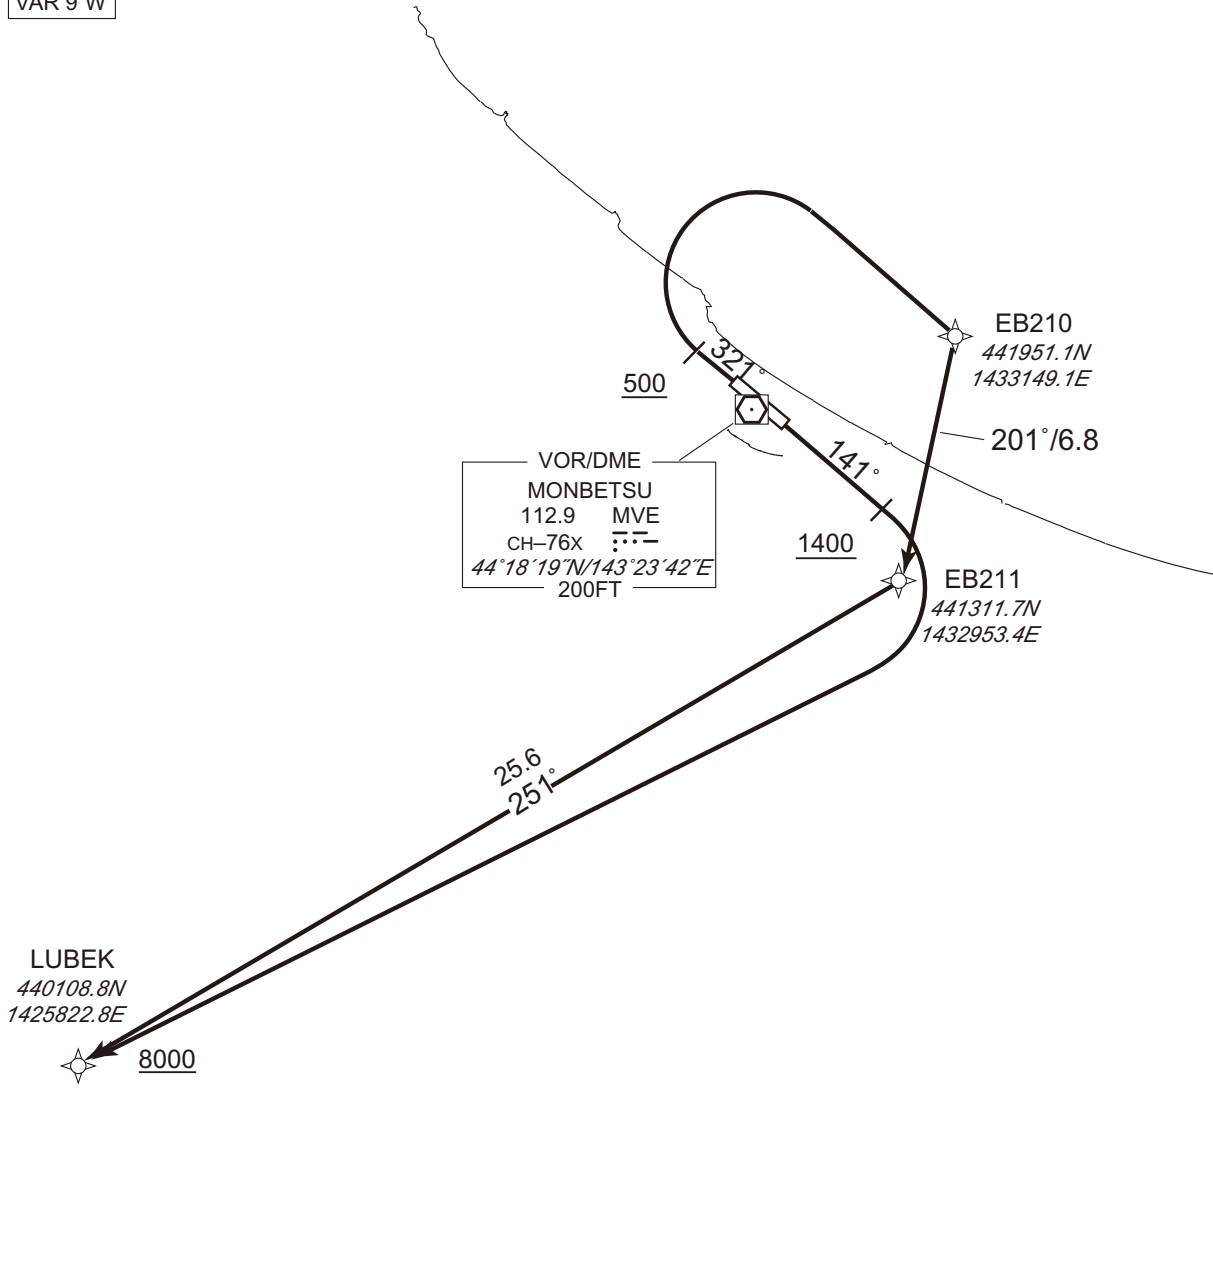 VAR 9˚W
EB210
441951.1N
1433149.1E
321˚
500
201˚/6.8
141˚
VOR/DME
MONBETSU
112.9 MVE
CH–76X
44˚18´19˝N/143˚23´42˝E
200FT
1400
EB211
441311.7N
1432953.4E
25.6
251˚
LUBEK
440108.8N
1425822.8E
8000